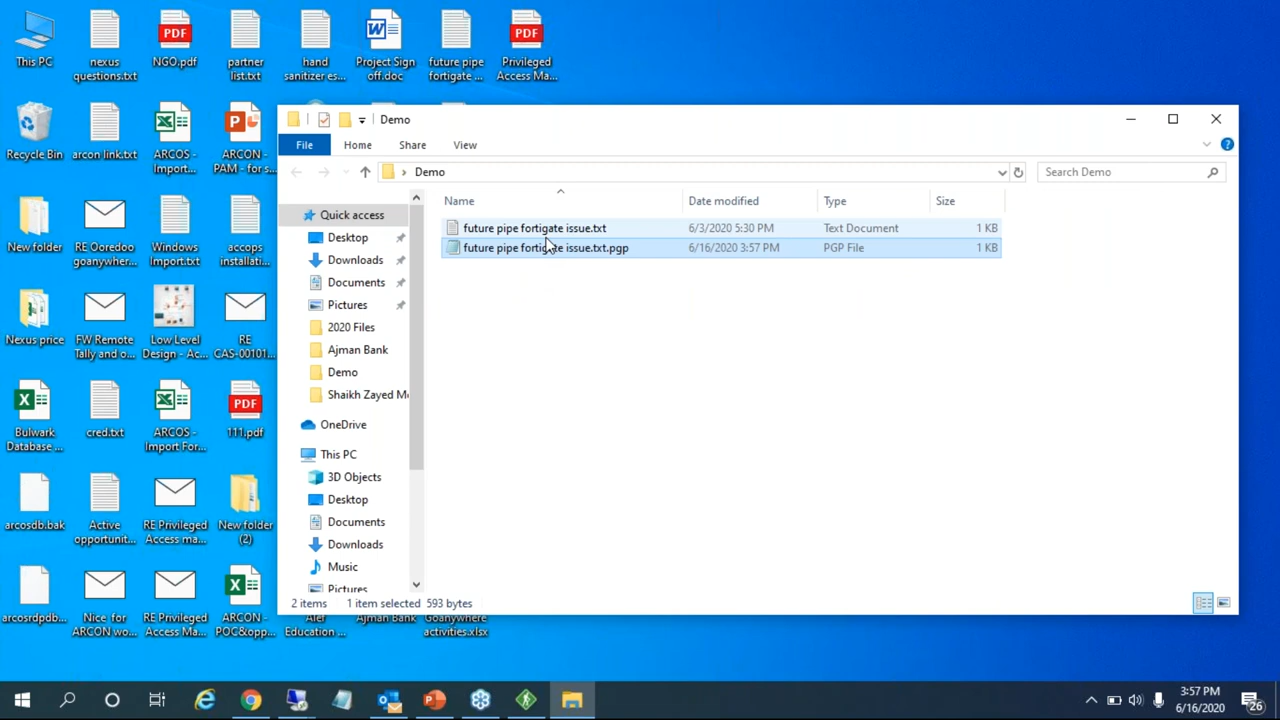 This PC
nexus
questions.txt
PDF
NGO.pdf
partner
list.txt
hand
sanitizer es...
W
Project Sign
off.doc
future pipe
fortigate ...
PDF
Privileged
Access Ma...
Recycle Bin
arcon link.txt
X
ARCOS -
Import...
P
ARCON -
PAM - for s...
New folder
RE Ooredoo
goanywher...
Windows
Import...
accops
installati...
Nexus price
FW Remote
Tally and o...
Low Level
Design - Ac...
RE
CAS-00101...
X
Bulwark
Database ...
cred.txt
X
ARCOS -
Import For...
PDF
111.pdf
arcosdb.bak
Active
opportunit...
RE Privileged
Access ma...
New folder
(2)
arcosrdpdb...
Nice for
ARCON wo...
RE Privileged
Access Ma...
X
ARCON -
POC&opp...
Alef
Education ...
Ajman Bank
Goanywhere
activities.xlsx
Demo
File
Home
Share
View
Demo
Search Demo
Name
Date modified
Type
Size
future pipe fortigate issue.txt
6/3/2020 5:30 PM
Text Document
1 KB
future pipe fortigate issue.txt.pgp
6/16/2020 3:57 PM
PGP File
1 KB
Quick access
Desktop
Downloads
Documents
Pictures
2020 Files
Ajman Bank
Demo
Shaikh Zayed
OneDrive
This PC
3D Objects
Desktop
Documents
Downloads
Music
Pictures
2 items
1 item selected
593 bytes
3:57 PM
6/16/2020
26